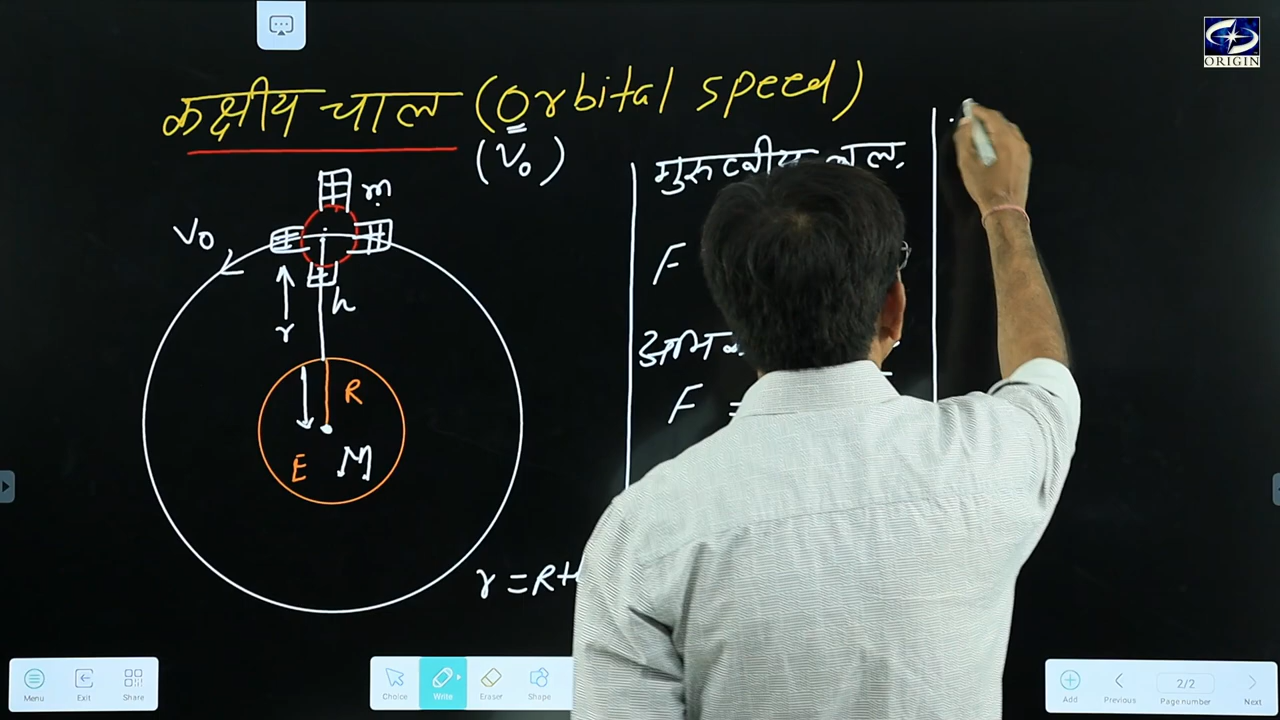 ORIGIN
कक्षीय चाल (Orbital speed)
(V₀)
m
V₀
h
r
R
E M
r = R+
F
F =
Menu
Exit
Share
Choice
Write
Eraser
Shape
Add
Previous
2/2
Page number
Next